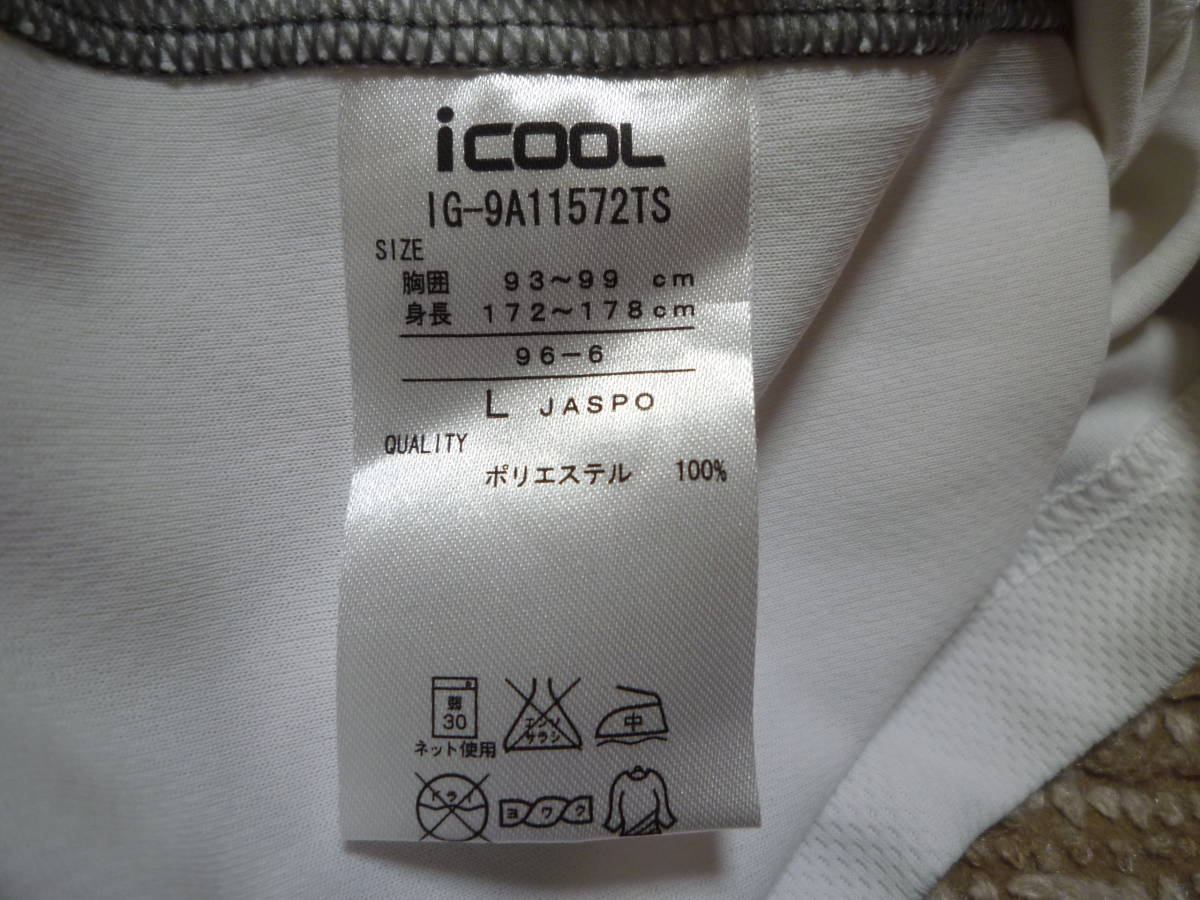 iCOOL
IG-9A11572TS
SIZE
胸囲 93～99 cm
身長 172～178cm
96－6
L JASPO
QUALITY
ポリエステル 100%
弱
30
エンソ
サラシ
中
ネット使用
ドライ
ヨワク